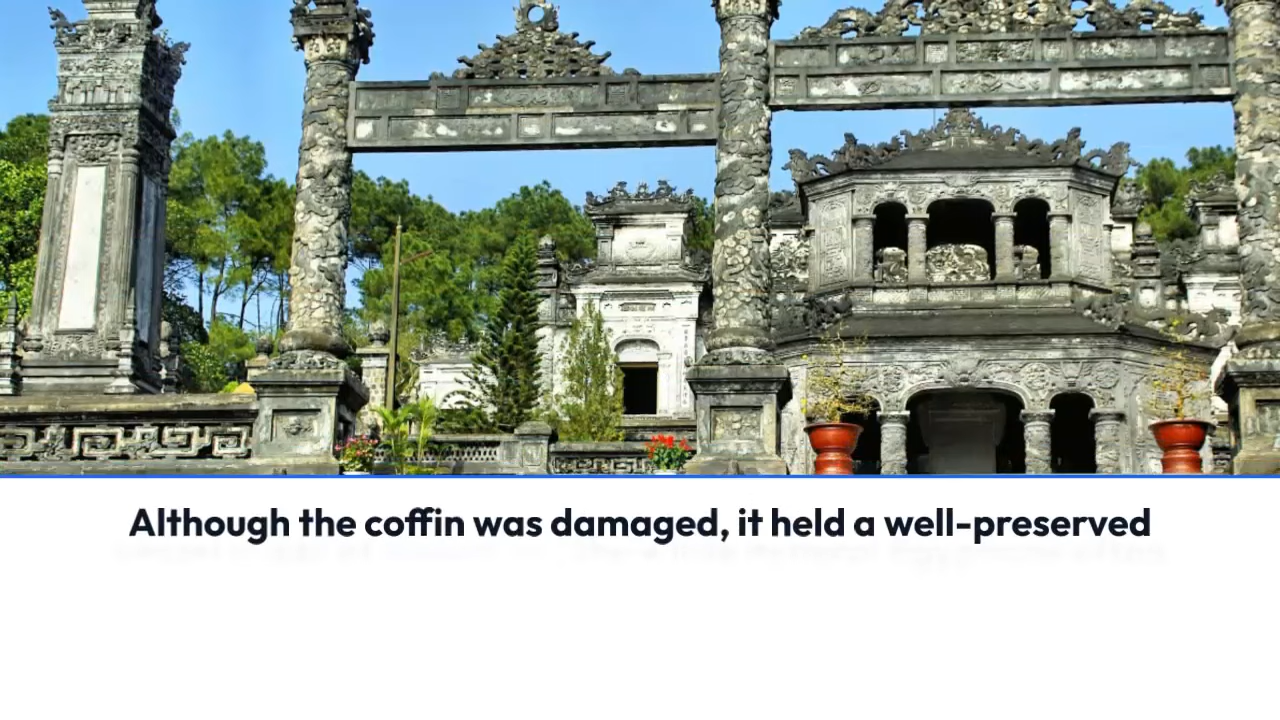 Although the coffin was damaged, it held a well-preserved